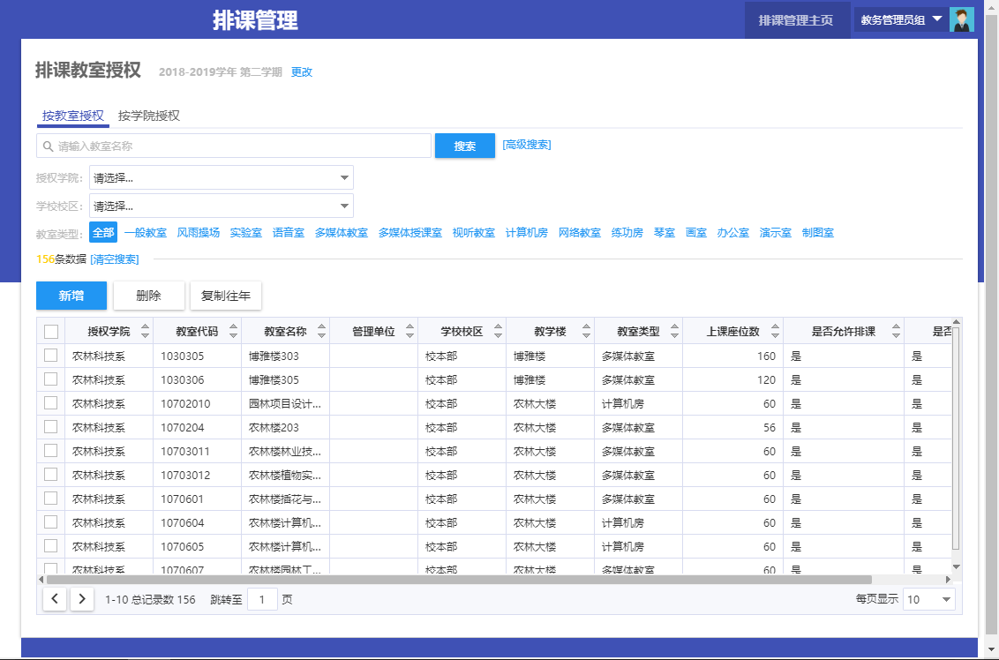 排课管理 排课管理主页 教务管理员组
排课教室授权 2018-2019学年 第二学期 更改
按教室授权 按学院授权
请输入教室名称 搜索 [高级搜索]
授权学院: 请选择...
学校校区: 请选择...
教室类型: 全部 一般教室 风雨操场 实验室 语音室 多媒体教室 多媒体授课室 视听教室 计算机房 网络教室 练功房 琴室 画室 办公室 演示室 制图室
156条数据 [清空搜索]
新增 删除 复制往年
授权学院 教室代码 教室名称 管理单位 学校校区 教学楼 教室类型 上课座位数 是否允许排课 是否
农林科技系 1030305 博雅楼303 校本部 博雅楼 多媒体教室 160 是 是
农林科技系 1030306 博雅楼305 校本部 博雅楼 多媒体教室 120 是 是
农林科技系 10702010 园林项目设计... 校本部 农林大楼 计算机房 60 是 是
农林科技系 1070204 农林楼203 校本部 农林大楼 多媒体教室 56 是 是
农林科技系 10703011 农林楼林业技... 校本部 农林大楼 多媒体教室 60 是 是
农林科技系 10703012 农林楼植物实... 校本部 农林大楼 多媒体教室 60 是 是
农林科技系 1070601 农林楼插花与... 校本部 农林大楼 多媒体教室 60 是 是
农林科技系 1070604 农林楼计算机... 校本部 农林大楼 计算机房 60 是 是
农林科技系 1070605 农林楼计算机... 校本部 农林大楼 计算机房 60 是 是
农林科技系 1070607 农林楼园林工... 校本部 农林大楼 多媒体教室 60 是 是
1-10 总记录数 156 跳转至 1 页 每页显示 10